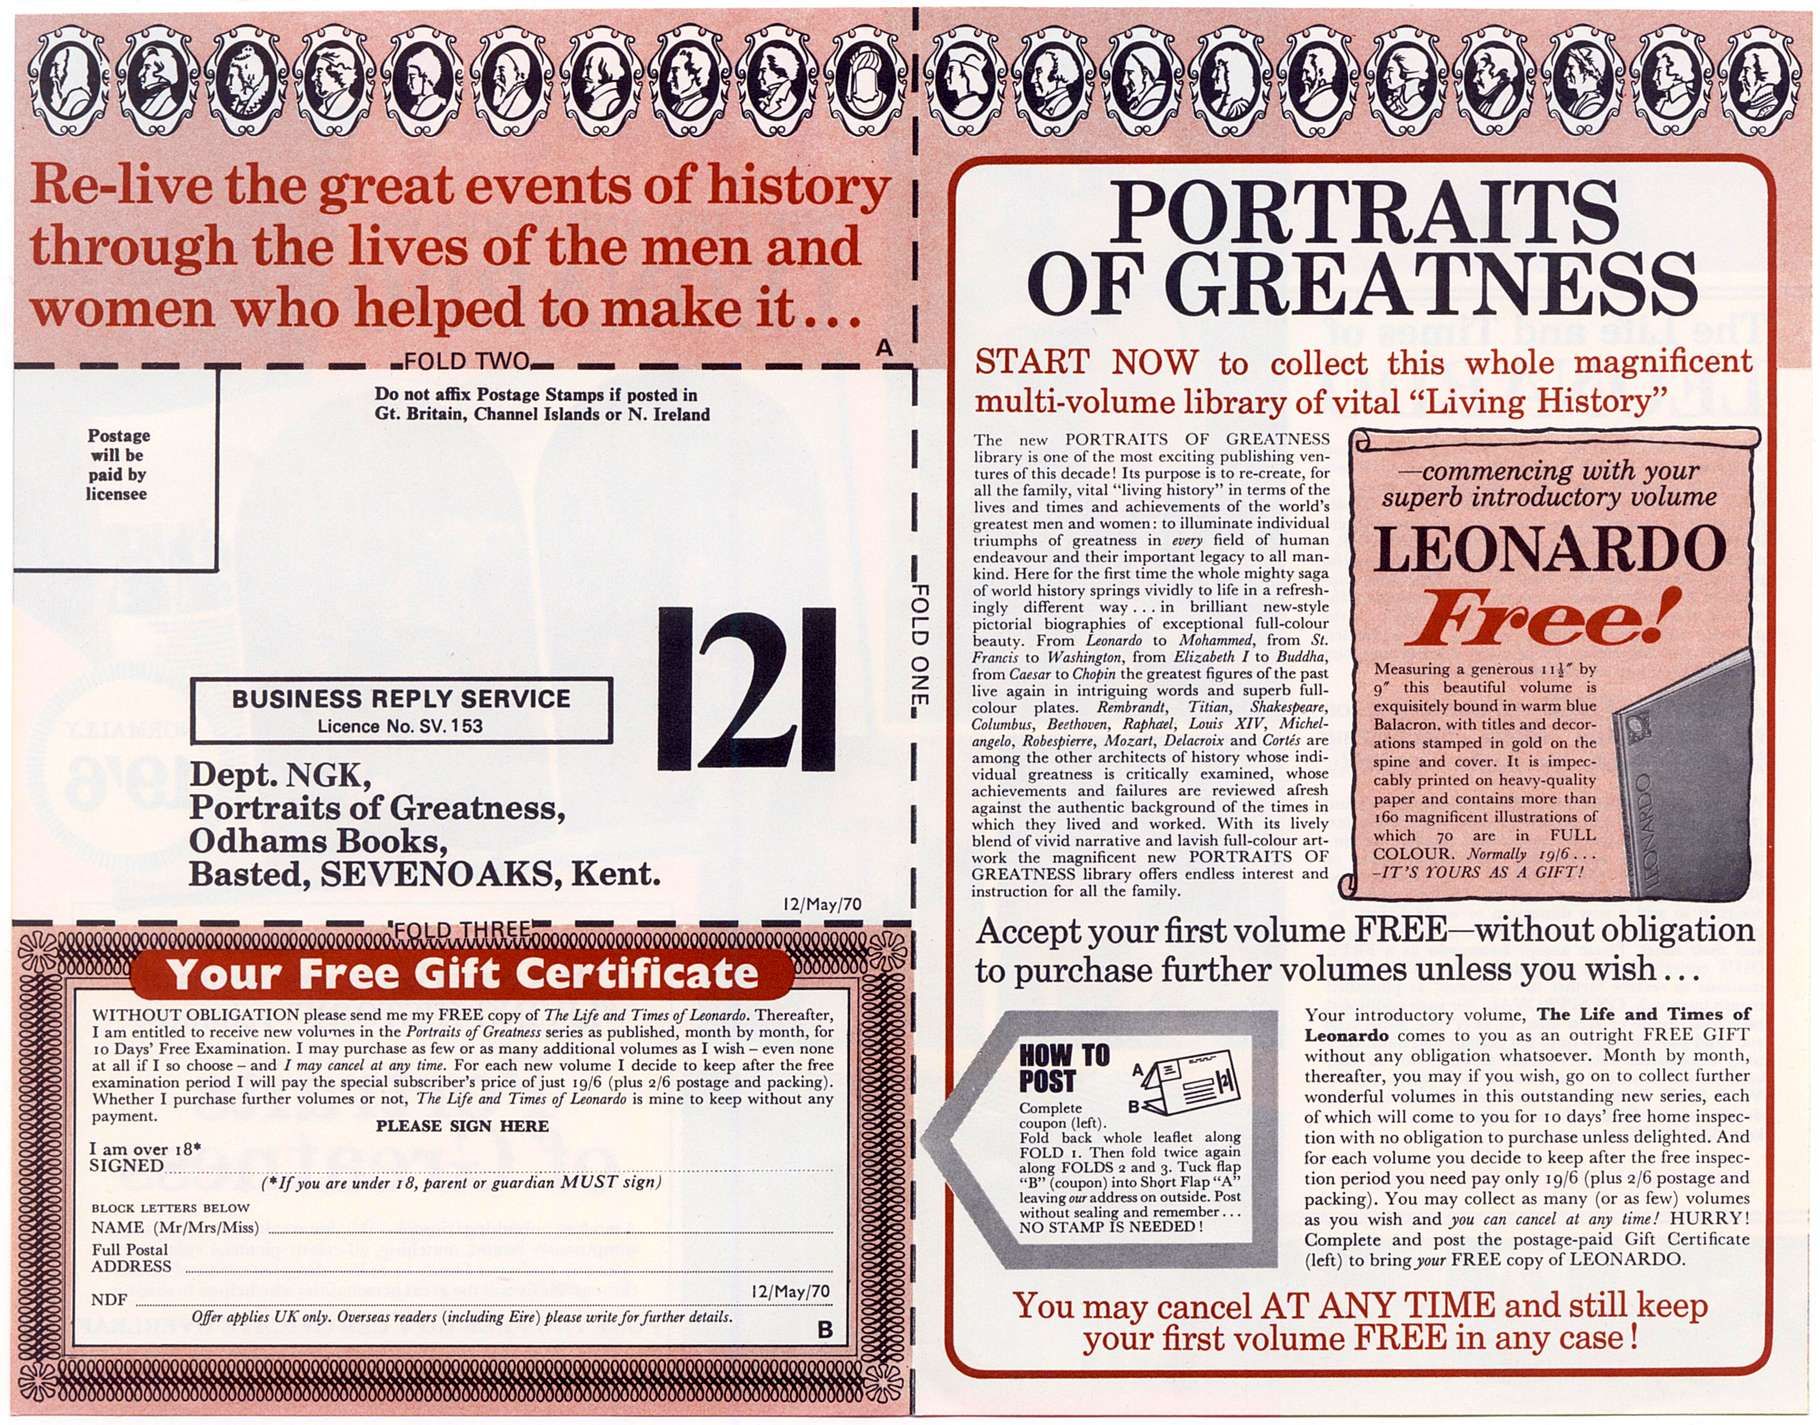 Re-live the great events of history
through the lives of the men and
women who helped to make it...
A
FOLD TWO
Do not affix Postage Stamps if posted in
Gt. Britain, Channel Islands or N. Ireland
Postage
will be
paid by
licensee
2
BUSINESS REPLY SERVICE
Licence No. SV. 153
Dept. NGK,
Portraits of Greatness,
Odhams Books,
Basted, SEVENOAKS, Kent.
12/May/70
FOLD ONE
FOLD THREE
Your Free Gift Certificate
WITHOUT OBLIGATION please send me my FREE copy of The Life and Times of Leonardo. Thereafter,
I am entitled to receive new volumes in the Portraits of Greatness series as published, month by month, for
10 Days' Free Examination. I may purchase as few or as many additional volumes as I wish – even none
at all if I so choose – and I may cancel at any time. For each new volume I decide to keep after the free
examination period I will pay the special subscriber's price of just 19/6 (plus 2/6 postage and packing).
Whether I purchase further volumes or not, The Life and Times of Leonardo is mine to keep without any
payment.
PLEASE SIGN HERE
I am over 18*
SIGNED
(*If you are under 18, parent or guardian MUST sign)
BLOCK LETTERS BELOW
NAME (Mr/Mrs/Miss)
Full Postal
ADDRESS
12/May/70
NDF
Offer applies UK only. Overseas readers (including Eire) please write for further details.
B
PORTRAITS
OF GREATNESS
START NOW to collect this whole magnificent
multi-volume library of vital “Living History”
The new PORTRAITS OF GREATNESS
library is one of the most exciting publishing ven-
tures of this decade! Its purpose is to re-create, for
all the family, vital “living history” in terms of the
lives and times and achievements of the world's
greatest men and women: to illuminate individual
triumphs of greatness in every field of human
endeavour and their important legacy to all man-
kind. Here for the first time the whole mighty saga
of world history springs vividly to life in a refresh-
ingly different way... in brilliant new-style
pictorial biographies of exceptional full-colour
beauty. From Leonardo to Mohammed, from St.
Francis to Washington, from Elizabeth I to Buddha,
from Caesar to Chopin the greatest figures of the past
live again in intriguing words and superb full-
colour plates. Rembrandt, Titian, Shakespeare,
Columbus, Beethoven, Raphael, Louis XIV, Michel-
angelo, Robespierre, Mozart, Delacroix and Cortés are
among the other architects of history whose indi-
vidual greatness is critically examined, whose
achievements and failures are reviewed afresh
against the authentic background of the times in
which they lived and worked. With its lively
blend of vivid narrative and lavish full-colour art-
work the magnificent new PORTRAITS OF
GREATNESS library offers endless interest and
instruction for all the family.
—commencing with your
superb introductory volume
LEONARDO
Free!
Measuring a generous 11½″ by
9″ this beautiful volume is
exquisitely bound in warm blue
Balacron, with titles and decor-
ations stamped in gold on the
spine and cover. It is impec-
cably printed on heavy-quality
paper and contains more than
160 magnificent illustrations of
which 70 are in FULL
COLOUR. Normally 19/6...
–IT'S YOURS AS A GIFT!
LEONARDO
Accept your first volume FREE—without obligation
to purchase further volumes unless you wish...
HOW TO
POST
A
B
2
Complete
coupon (left).
Fold back whole leaflet along
FOLD 1. Then fold twice again
along FOLDS 2 and 3. Tuck flap
“B” (coupon) into Short Flap “A”
leaving our address on outside. Post
without sealing and remember...
NO STAMP IS NEEDED!
Your introductory volume, The Life and Times of
Leonardo comes to you as an outright FREE GIFT
without any obligation whatsoever. Month by month,
thereafter, you may if you wish, go on to collect further
wonderful volumes in this outstanding new series, each
of which will come to you for 10 days' free home inspec-
tion with no obligation to purchase unless delighted. And
for each volume you decide to keep after the free inspec-
tion period you need pay only 19/6 (plus 2/6 postage and
packing). You may collect as many (or as few) volumes
as you wish and you can cancel at any time! HURRY!
Complete and post the postage-paid Gift Certificate
(left) to bring your FREE copy of LEONARDO.
You may cancel AT ANY TIME and still keep
your first volume FREE in any case!